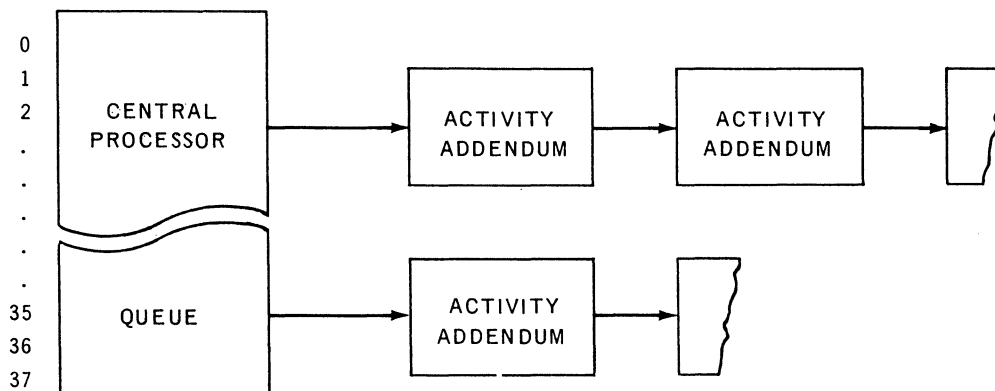 0
1
2
.
.
.
.
.
35
36
37
CENTRAL
PROCESSOR
QUEUE
ACTIVITY
ADDENDUM
ACTIVITY
ADDENDUM
ACTIVITY
ADDENDUM